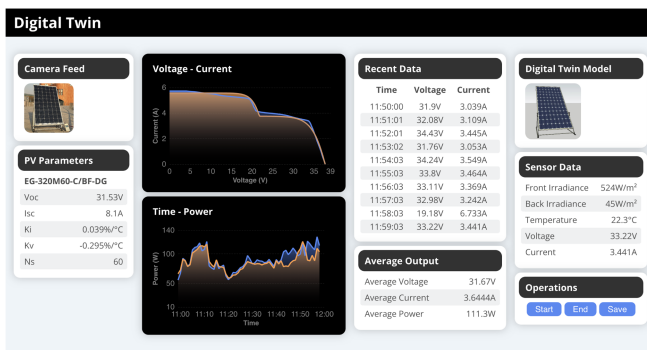 Digital Twin
Camera Feed
PV Parameters
EG-320M60-C/BF-DG
Voc 31.53V
Isc 8.1A
Ki 0.039%/°C
Kv -0.295%/°C
Ns 60
Voltage - Current
6
4
2
0
Current (A)
0 5 10 15 20 25 30 35 39
Voltage (V)
Time - Power
140
100
50
10
Power (W)
11:00 11:10 11:20 11:30 11:40 11:50 12:00
Time
Recent Data
Time Voltage Current
11:50:00 31.9V 3.039A
11:51:01 32.08V 3.109A
11:52:01 34.43V 3.445A
11:53:02 31.76V 3.053A
11:54:03 34.24V 3.549A
11:55:03 33.8V 3.464A
11:56:03 33.11V 3.369A
11:57:03 32.98V 3.242A
11:58:03 19.18V 6.733A
11:59:03 33.22V 3.441A
Average Output
Average Voltage 31.67V
Average Current 3.6444A
Average Power 111.3W
Digital Twin Model
Sensor Data
Front Irradiance 524W/m²
Back Irradiance 45W/m²
Temperature 22.3°C
Voltage 33.22V
Current 3.441A
Operations
Start End Save